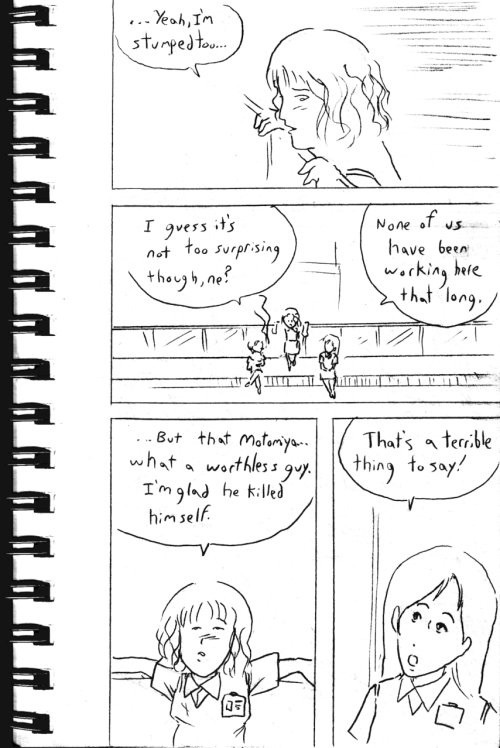 ...Yeah, I'm
stumped too...
I guess it's
not too surprising
though, ne?
None of us
have been
working here
that long.
...But that Motomiya...
what a worthless guy.
I'm glad he killed
himself.
That's a terrible
thing to say!